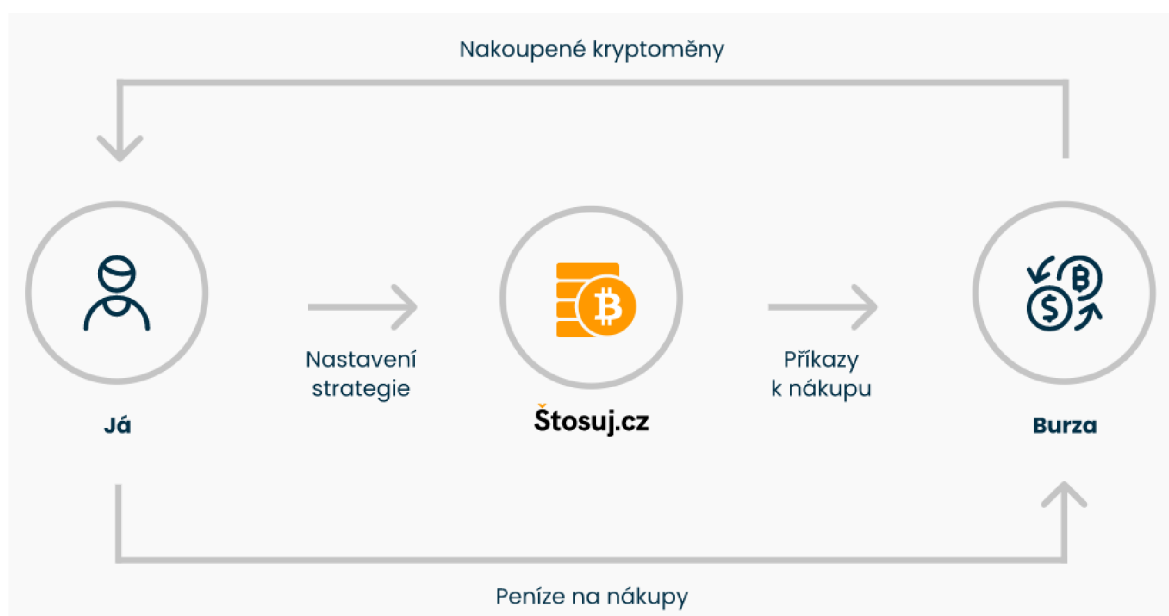 Nakoupené kryptoměny
Nastavení
strategie
Příkazy
k nákupu
Já
Štosuj.cz
Burza
Peníze na nákupy